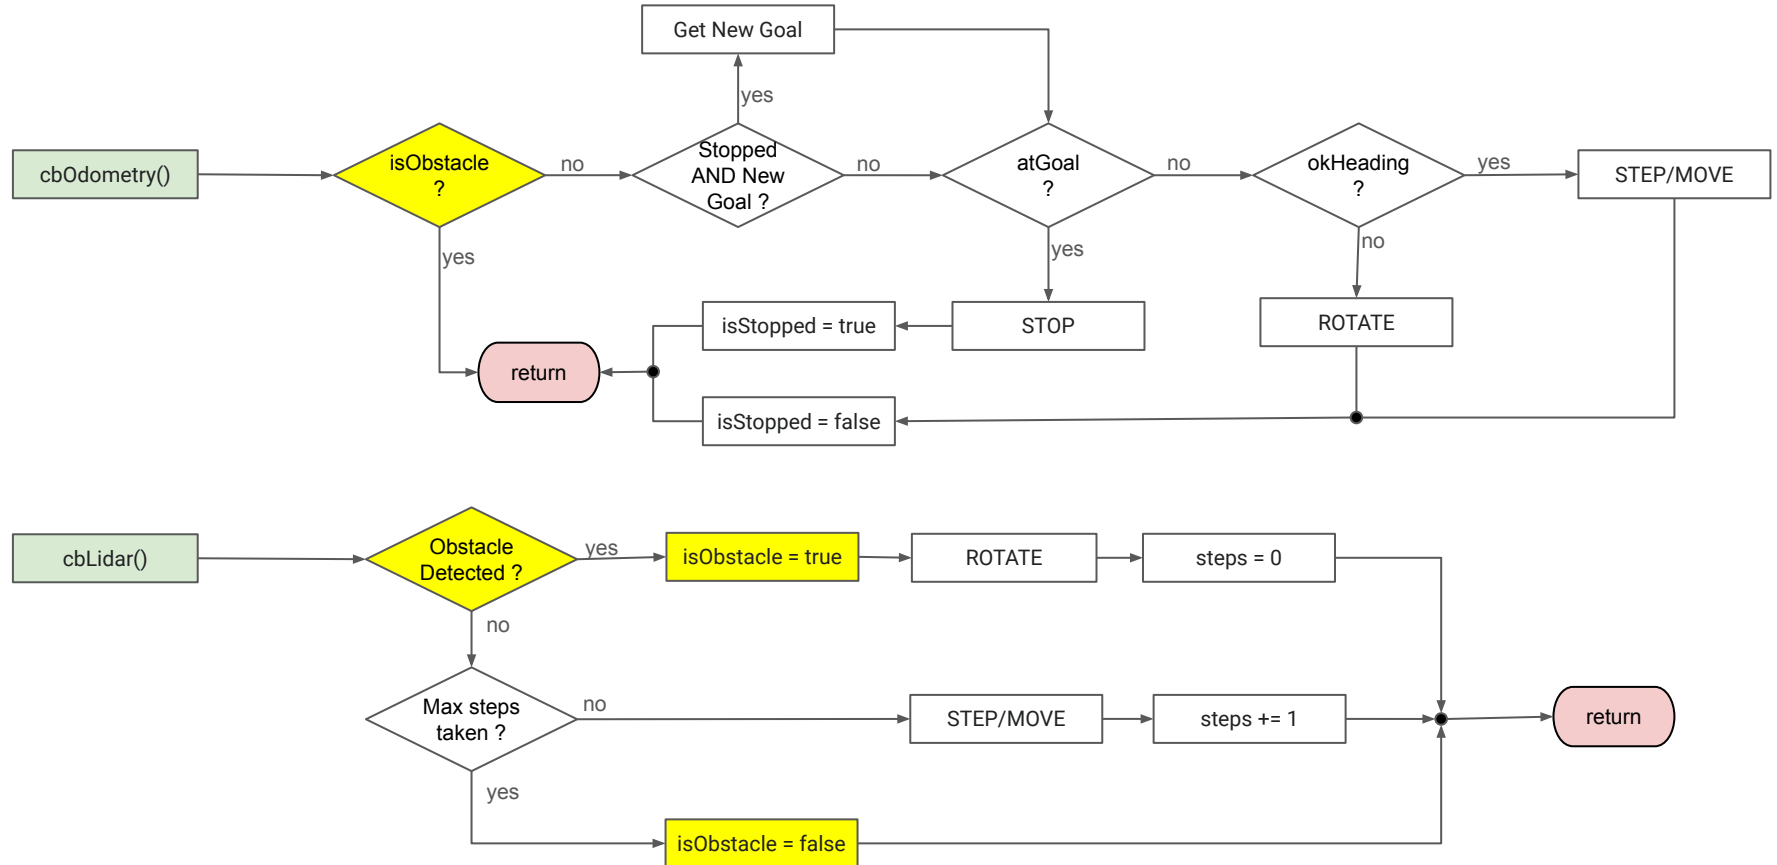 Get New Goal
yes
cbOdometry()
isObstacle
?
no
Stopped
AND New
Goal ?
no
atGoal
?
no
okHeading
?
yes
STEP/MOVE
yes
yes
no
isStopped = true
STOP
ROTATE
return
isStopped = false
cbLidar()
Obstacle
Detected ?
yes
isObstacle = true
ROTATE
steps = 0
no
Max steps
taken ?
no
STEP/MOVE
steps += 1
return
yes
isObstacle = false